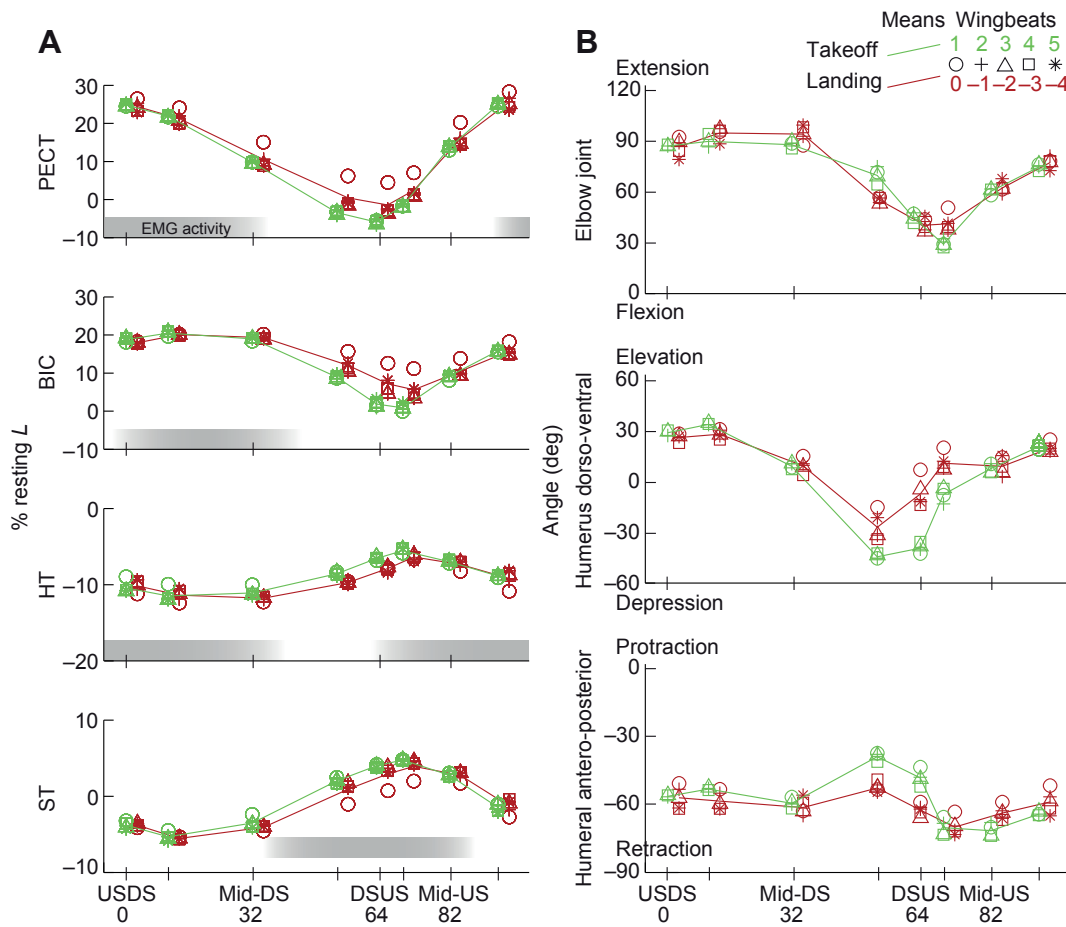 A
30
20
10
0
–10
PECT
EMG activity
30
20
10
0
–10
BIC
% resting L
0
–10
–20
HT
10
0
–10
ST
USDS
Mid-DS
DSUS
Mid-US
0
32
64
82
B
Means Wingbeats
Takeoff 1 2 3 4 5
Landing 0 –1 –2 –3 –4
Extension
120
90
60
30
0
Elbow joint
Flexion
Elevation
60
30
0
–30
–60
Angle (deg)
Humerus dorso-ventral
Depression
Protraction
0
–30
–60
–90
Humeral antero-posterior
Retraction
USDS
Mid-DS
DSUS
Mid-US
0
32
64
82